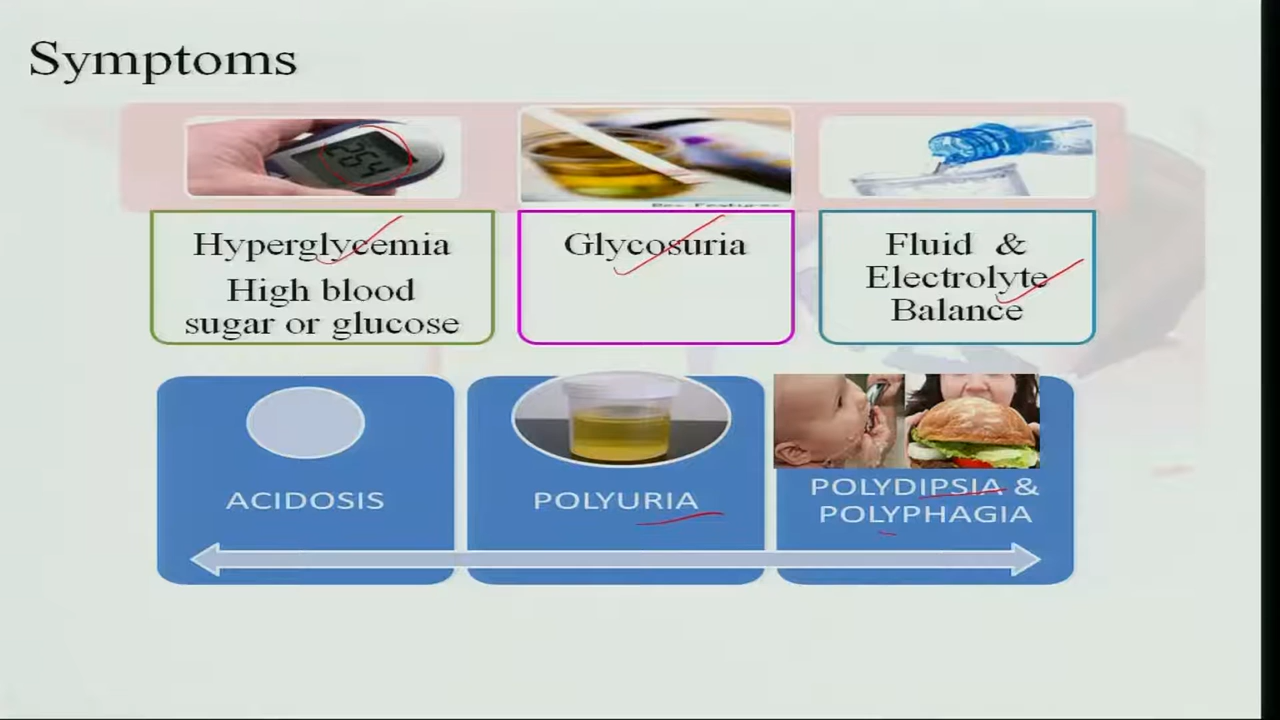 Symptoms
264
Hyperglycemia
High blood
sugar or glucose
Glycosuria
Fluid & 
Electrolyte
Balance
ACIDOSIS
POLYURIA
POLYDIPSIA &
POLYPHAGIA